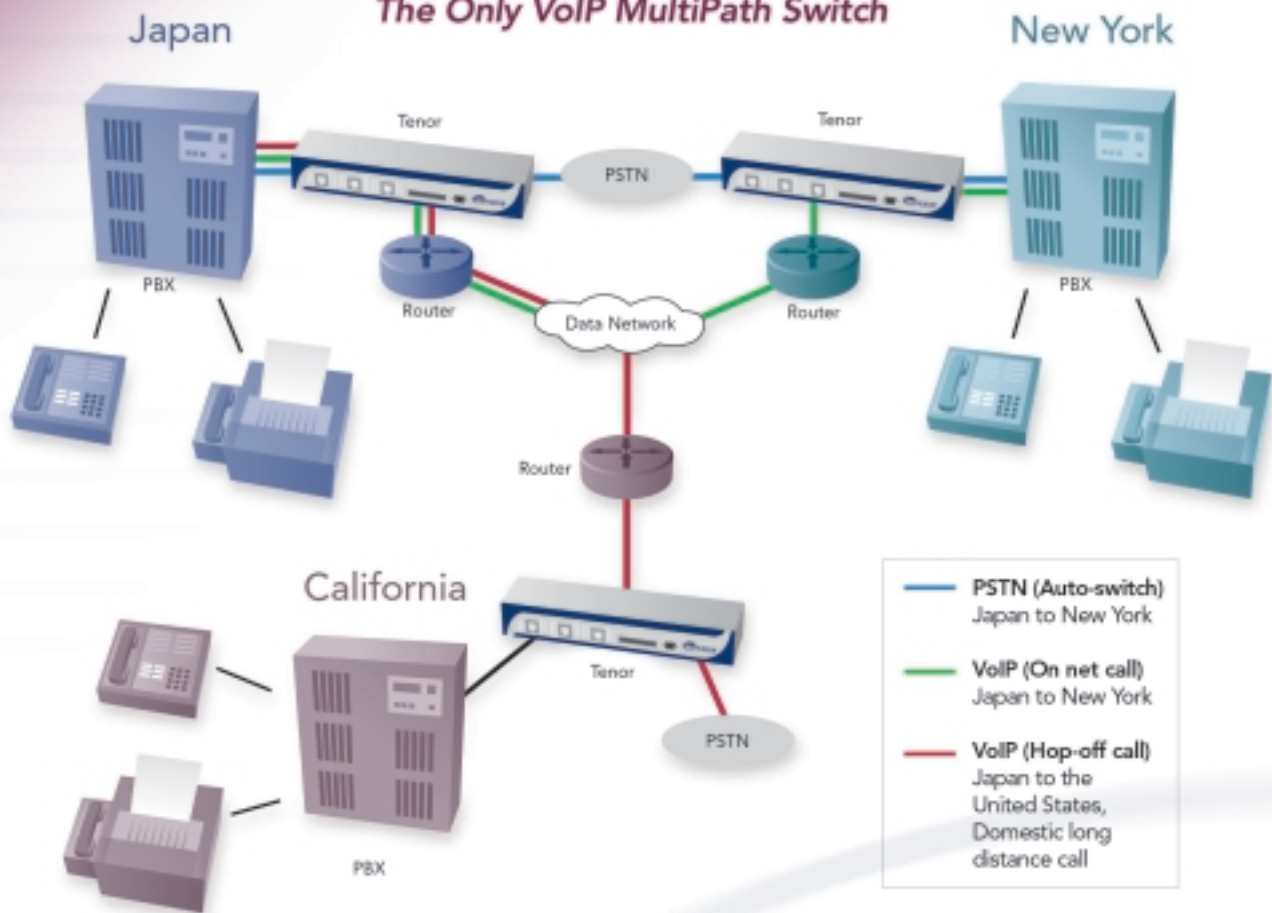 The Only VoIP MultiPath Switch
Japan
New York
Tenor
Tenor
PSTN
PBX
Router
Data Network
Router
PBX
Router
California
Tenor
PSTN
PBX
PSTN (Auto-switch)
Japan to New York
VoIP (On net call)
Japan to New York
VoIP (Hop-off call)
Japan to the
United States,
Domestic long
distance call